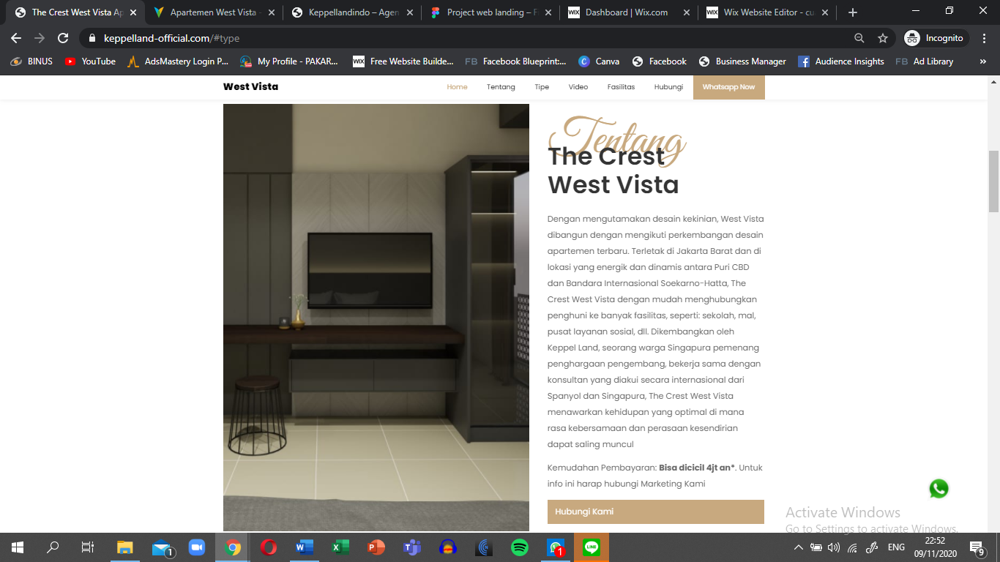 The Crest West Vista Ap
Apartemen West Vista -
Keppellandindo – Agen
Project web landing – F
Dashboard | Wix.com
Wix Website Editor - cu
keppelland-official.com/#type
Incognito
BINUS
YouTube
AdsMastery Login P...
My Profile - PAKAR...
WIX Free Website Builde...
FB Facebook Blueprint:...
Canva
Facebook
Business Manager
Audience Insights
FB Ad Library
West Vista
Home
Tentang
Tipe
Video
Fasilitas
Hubungi
Whatsapp Now
Tentang
The Crest
West Vista
Dengan mengutamakan desain kekinian, West Vista
dibangun dengan mengikuti perkembangan desain
apartemen terbaru. Terletak di Jakarta Barat dan di
lokasi yang energik dan dinamis antara Puri CBD
dan Bandara Internasional Soekarno-Hatta, The
Crest West Vista dengan mudah menghubungkan
penghuni ke banyak fasilitas, seperti: sekolah, mal,
pusat layanan sosial, dll. Dikembangkan oleh
Keppel Land, seorang warga Singapura pemenang
penghargaan pengembang, bekerja sama dengan
konsultan yang diakui secara internasional dari
Spanyol dan Singapura, The Crest West Vista
menawarkan kehidupan yang optimal di mana
rasa kebersamaan dan perasaan kesendirian
dapat saling muncul
Kemudahan Pembayaran: Bisa dicicil 4jt an*. Untuk
info ini harap hubungi Marketing Kami
Hubungi Kami
Activate Windows
Go to Settings to activate Windows.
ENG
22:52
09/11/2020